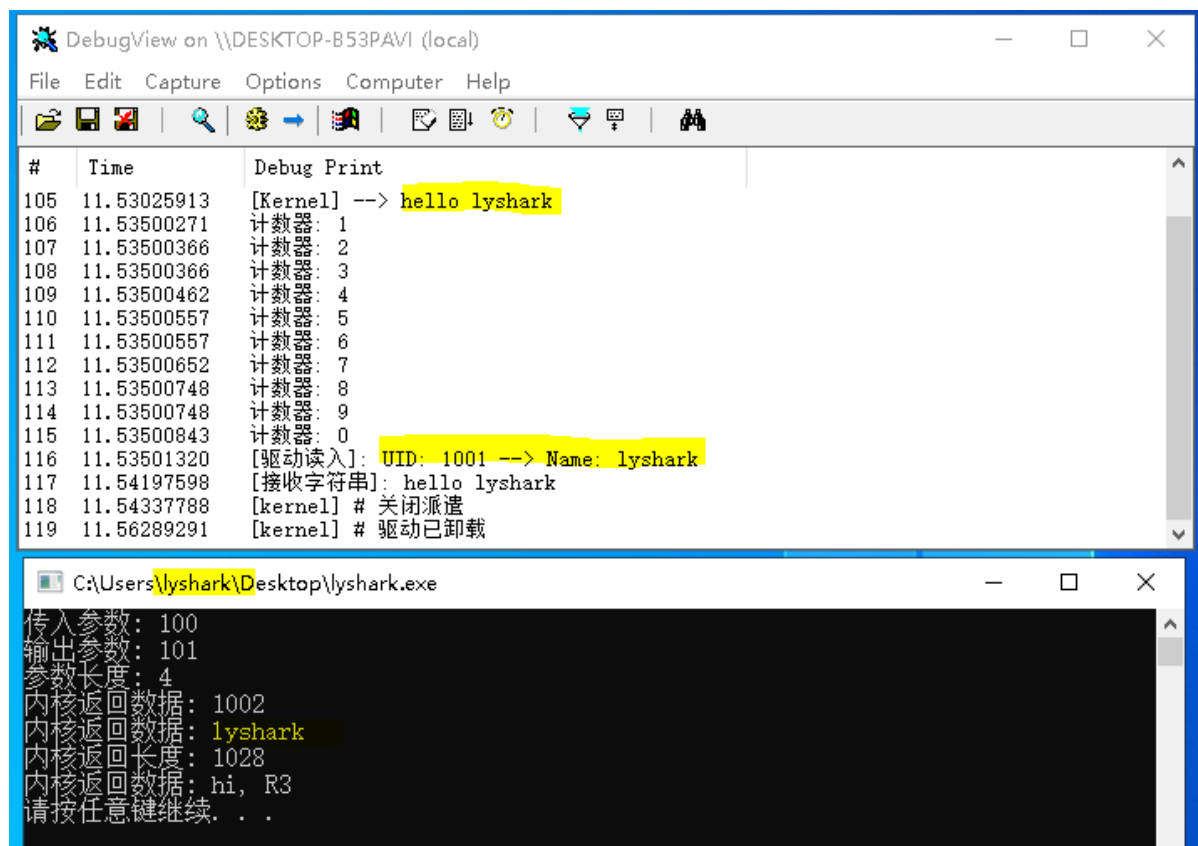 DebugView on \\DESKTOP-B53PAVI (local)
File Edit Capture Options Computer Help
# Time Debug Print
105 11.53025913 [Kernel] --> hello lyshark
106 11.53500271 计数器: 1
107 11.53500366 计数器: 2
108 11.53500366 计数器: 3
109 11.53500462 计数器: 4
110 11.53500557 计数器: 5
111 11.53500557 计数器: 6
112 11.53500652 计数器: 7
113 11.53500748 计数器: 8
114 11.53500748 计数器: 9
115 11.53500843 计数器: 0
116 11.53501320 [驱动读入]: UID: 1001 --> Name: lyshark
117 11.54197598 [接收字符串]: hello lyshark
118 11.54337788 [kernel] # 关闭派遣
119 11.56289291 [kernel] # 驱动已卸载
C:\Users\lyshark\Desktop\lyshark.exe
传入参数: 100
输出参数: 101
参数长度: 4
内核返回数据: 1002
内核返回数据: lyshark
内核返回长度: 1028
内核返回数据: hi, R3
请按任意键继续. . .